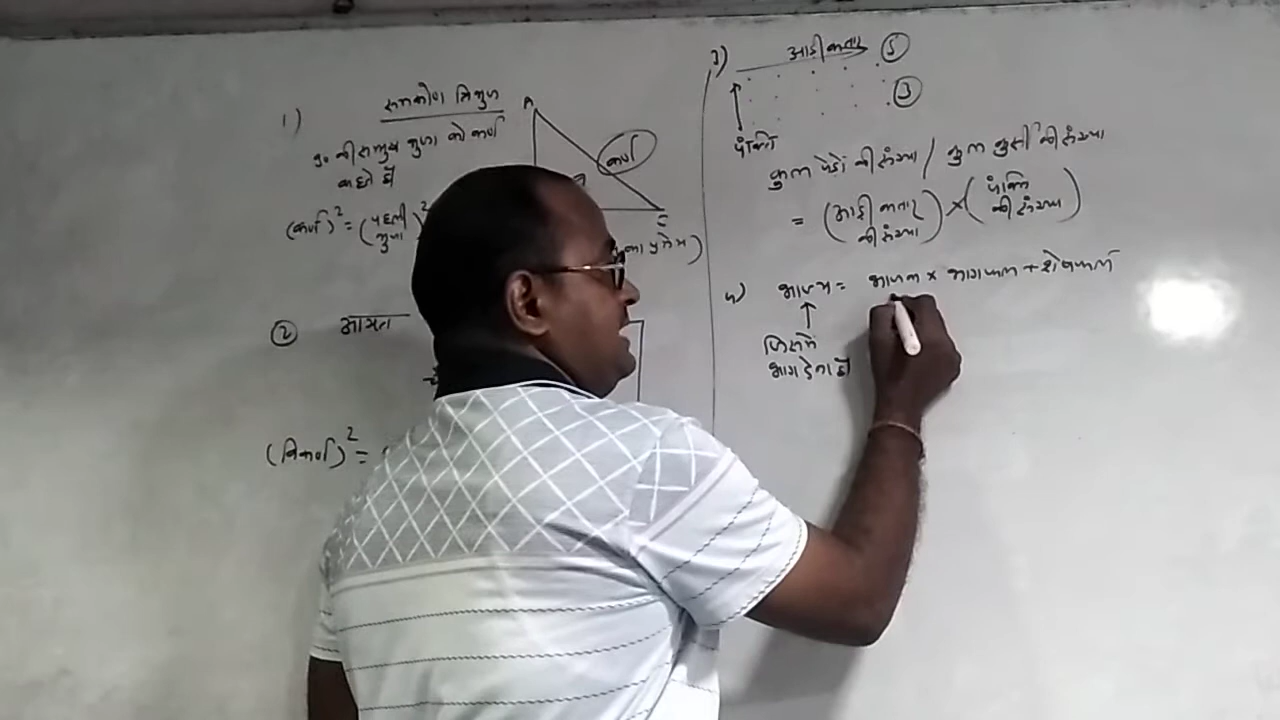 1) समकोण त्रिभुज
90 की सम्मुख भुजा को कर्ण
कहते हैं
(कर्ण)² = (पहली भुजा)²
A
कर्ण
C
② आयत
(विकर्ण)² =
3) आड़ी कतार ⑤
③
पंक्ति
कुल पेड़ों की संख्या / कुल कुर्सी की संख्या
= (आड़ी कतार की संख्या) × (पंक्ति की संख्या)
4) भाज्य = भाजक × भागफल + शेषफल
जिसमें
भाग देना हैं